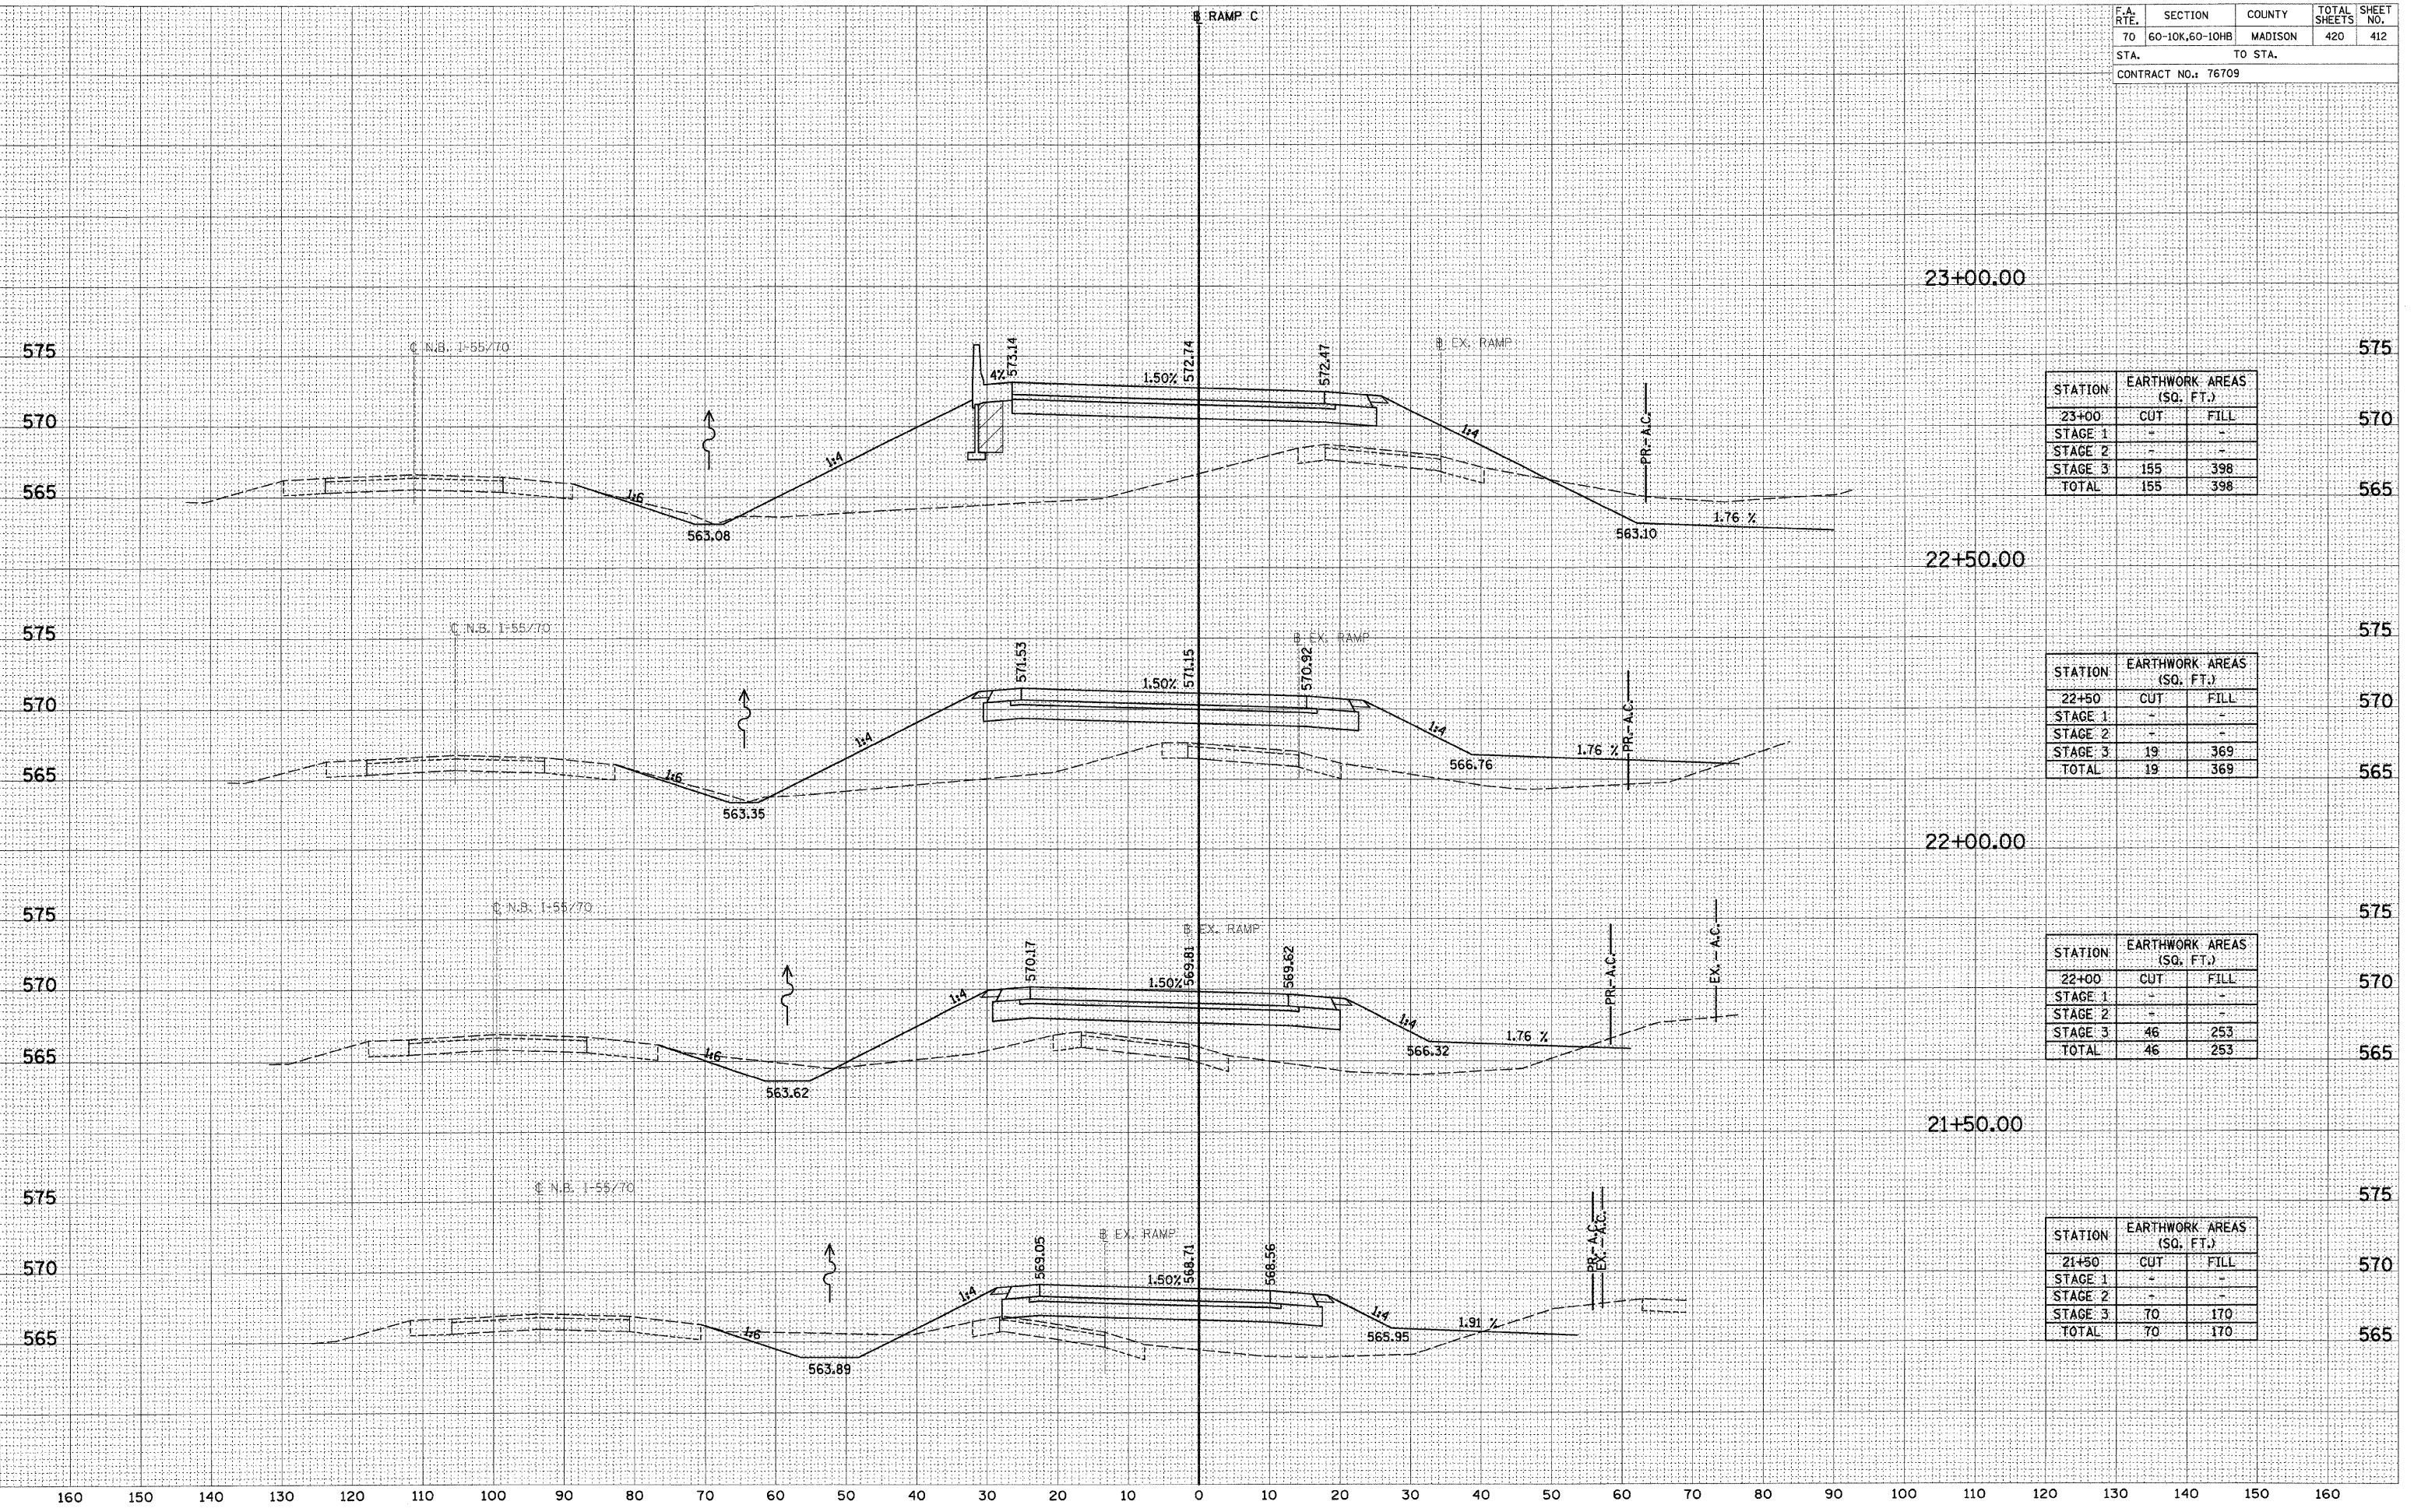 ℄ RAMP C
F.A. RTE. SECTION COUNTY TOTAL SHEETS SHEET NO.
70 60-10K,60-10HB MADISON 420 412
STA. TO STA.
CONTRACT NO.: 76709
23+00.00
575 ℄ N.B. I-55/70 573.14 572.74 572.47 ℄ EX. RAMP 575
4% 1.50%
570 1:4 1:4 PR.-A.C. 570
565 1:6 565
563.08 563.10 1.76 %
STATION EARTHWORK AREAS (SQ. FT.)
23+00 CUT FILL
STAGE 1 - -
STAGE 2 - -
STAGE 3 155 398
TOTAL 155 398
22+50.00
575 ℄ N.B. I-55/70 571.53 571.15 570.92 ℄ EX. RAMP 575
1.50%
570 1:4 1:4 1.76 % PR.-A.C. 570
565 1:6 566.76 565
563.35
STATION EARTHWORK AREAS (SQ. FT.)
22+50 CUT FILL
STAGE 1 - -
STAGE 2 - -
STAGE 3 19 369
TOTAL 19 369
22+00.00
575 ℄ N.B. I-55/70 570.17 569.81 569.62 ℄ EX. RAMP 575
1.50%
570 1:4 1:4 1.76 % PR.-A.C. EX.-A.C. 570
565 1:6 566.32 565
563.62
STATION EARTHWORK AREAS (SQ. FT.)
22+00 CUT FILL
STAGE 1 - -
STAGE 2 - -
STAGE 3 46 253
TOTAL 46 253
21+50.00
575 ℄ N.B. I-55/70 569.05 568.71 568.56 ℄ EX. RAMP 575
1.50%
570 1:4 1:4 1.91 % PR.-A.C. EX.-A.C. 570
565 1:6 565.95 565
563.89
STATION EARTHWORK AREAS (SQ. FT.)
21+50 CUT FILL
STAGE 1 - -
STAGE 2 - -
STAGE 3 70 170
TOTAL 70 170
160 150 140 130 120 110 100 90 80 70 60 50 40 30 20 10 0 10 20 30 40 50 60 70 80 90 100 110 120 130 140 150 160